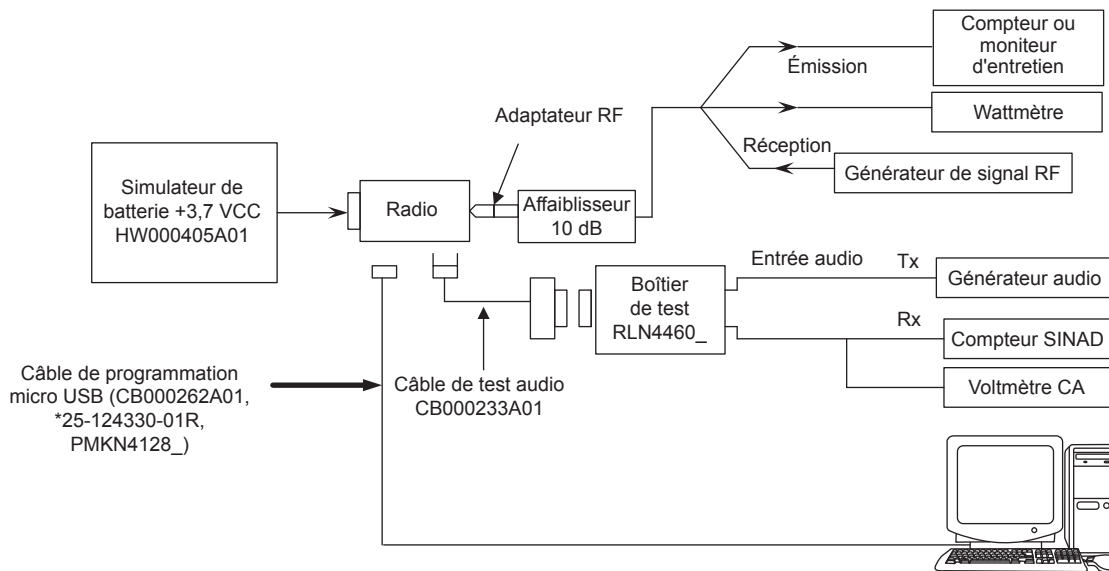 Compteur ou
moniteur
d'entretien
Émission
Adaptateur RF
Wattmètre
Réception
Générateur de signal RF
Simulateur de
batterie +3,7 VCC
HW000405A01
Radio
Affaiblisseur
10 dB
Entrée audio
Tx
Générateur audio
Boîtier
de test
RLN4460_
Rx
Compteur SINAD
Voltmètre CA
Câble de programmation
micro USB (CB000262A01,
*25-124330-01R,
PMKN4128_)
Câble de test audio
CB000233A01